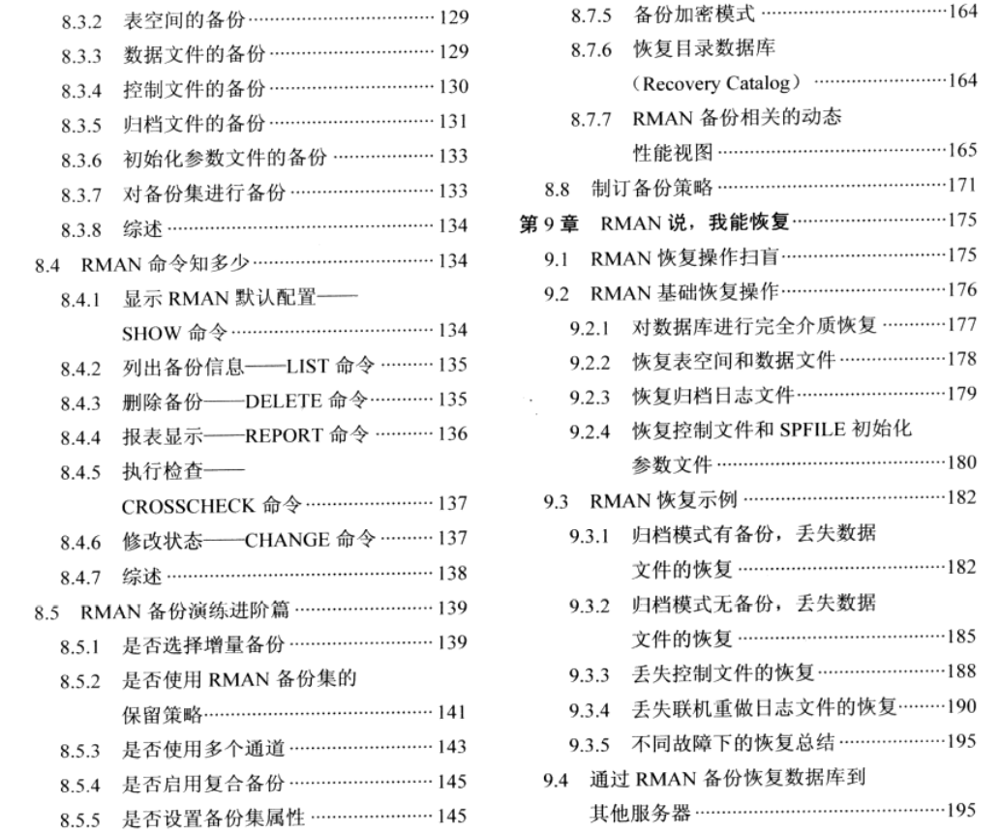 8.3.2 表空间的备份……129
8.3.3 数据文件的备份……129
8.3.4 控制文件的备份……130
8.3.5 归档文件的备份……131
8.3.6 初始化参数文件的备份……133
8.3.7 对备份集进行备份……133
8.3.8 综述……134
8.4 RMAN 命令知多少……134
8.4.1 显示 RMAN 默认配置——
SHOW 命令……134
8.4.2 列出备份信息——LIST 命令……135
8.4.3 删除备份——DELETE 命令……135
8.4.4 报表显示——REPORT 命令……136
8.4.5 执行检查——
CROSSCHECK 命令……137
8.4.6 修改状态——CHANGE 命令……137
8.4.7 综述……138
8.5 RMAN 备份演练进阶篇……139
8.5.1 是否选择增量备份……139
8.5.2 是否使用 RMAN 备份集的
保留策略……141
8.5.3 是否使用多个通道……143
8.5.4 是否启用复合备份……145
8.5.5 是否设置备份集属性……145
8.7.5 备份加密模式……164
8.7.6 恢复目录数据库
（Recovery Catalog）……164
8.7.7 RMAN 备份相关的动态
性能视图……165
8.8 制订备份策略……171
第 9 章 RMAN 说，我能恢复……175
9.1 RMAN 恢复操作扫盲……175
9.2 RMAN 基础恢复操作……176
9.2.1 对数据库进行完全介质恢复……177
9.2.2 恢复表空间和数据文件……178
9.2.3 恢复归档日志文件……179
9.2.4 恢复控制文件和 SPFILE 初始化
参数文件……180
9.3 RMAN 恢复示例……182
9.3.1 归档模式有备份，丢失数据
文件的恢复……182
9.3.2 归档模式无备份，丢失数据
文件的恢复……185
9.3.3 丢失控制文件的恢复……188
9.3.4 丢失联机重做日志文件的恢复……190
9.3.5 不同故障下的恢复总结……195
9.4 通过 RMAN 备份恢复数据库到
其他服务器……195